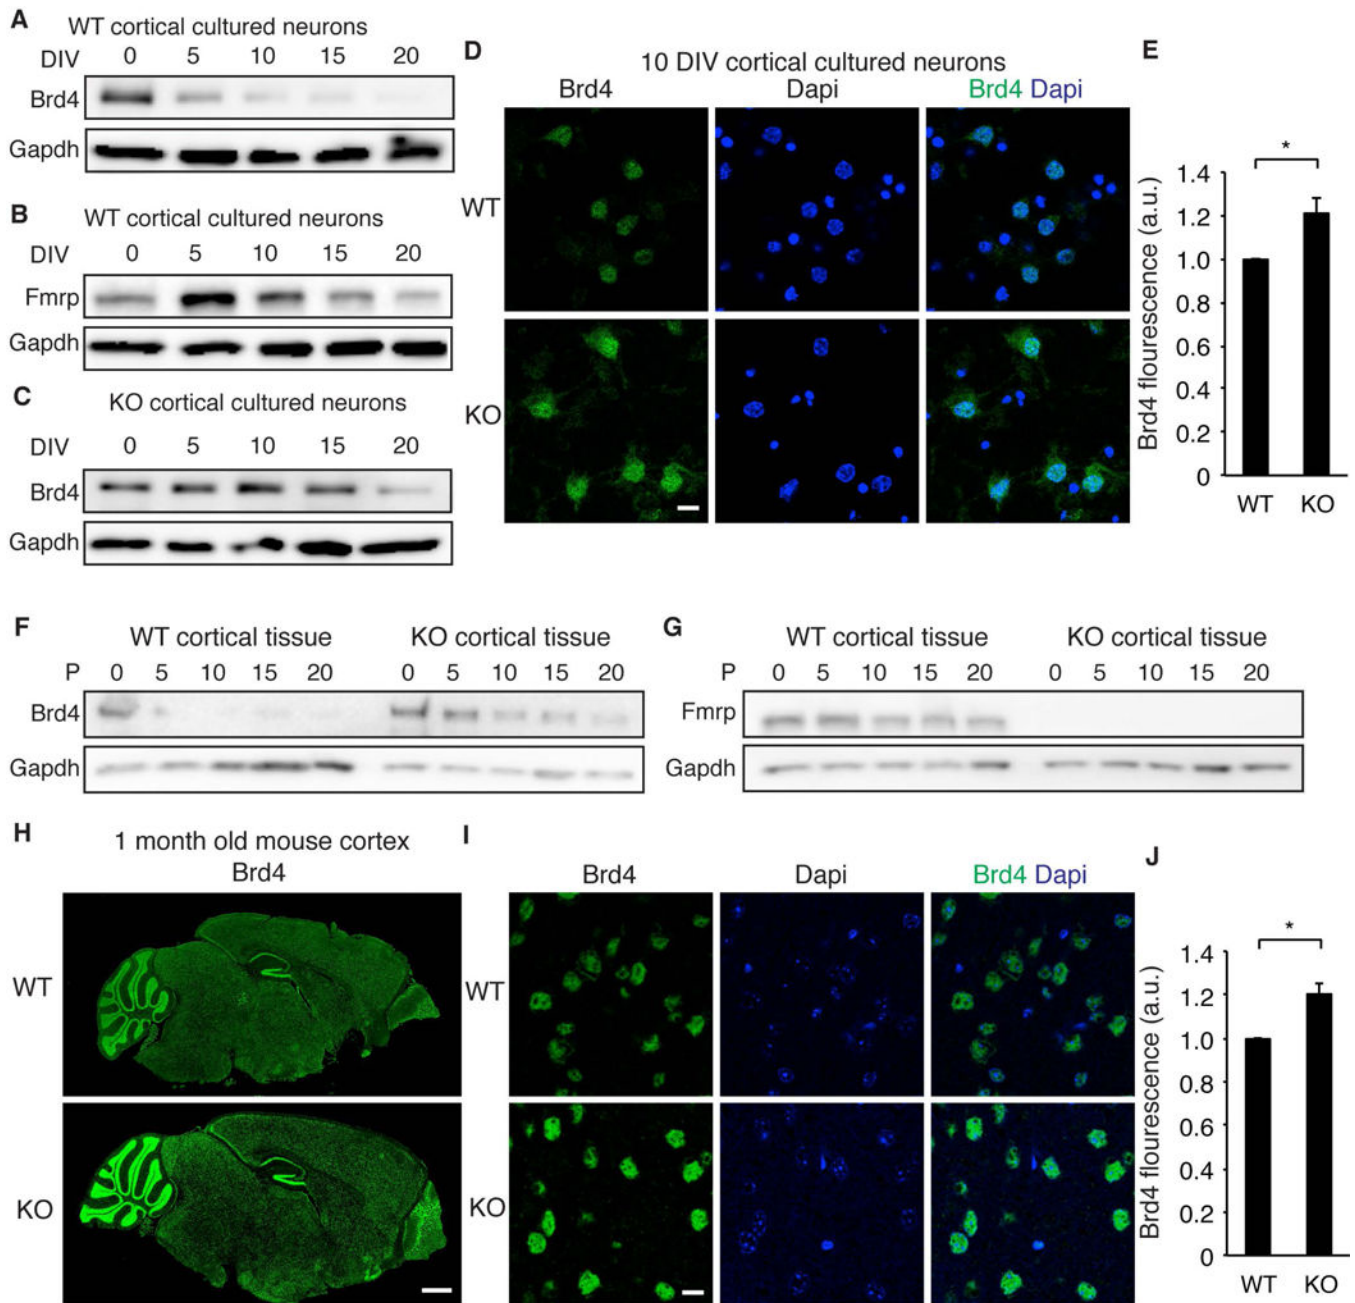 A
WT cortical cultured neurons
DIV 0 5 10 15 20
Brd4
Gapdh
B
WT cortical cultured neurons
DIV 0 5 10 15 20
Fmrp
Gapdh
C
KO cortical cultured neurons
DIV 0 5 10 15 20
Brd4
Gapdh
D
10 DIV cortical cultured neurons
Brd4 Dapi Brd4 Dapi
WT
KO
E
*
Brd4 flourescence (a.u.)
1.4
1.2
1.0
0.8
0.6
0.4
0.2
0
WT KO
F
WT cortical tissue KO cortical tissue
P 0 5 10 15 20 0 5 10 15 20
Brd4
Gapdh
G
WT cortical tissue KO cortical tissue
P 0 5 10 15 20 0 5 10 15 20
Fmrp
Gapdh
H
1 month old mouse cortex
Brd4
WT
KO
I
Brd4 Dapi Brd4 Dapi
WT
KO
J
*
Brd4 flourescence (a.u.)
1.4
1.2
1.0
0.8
0.6
0.4
0.2
0
WT KO